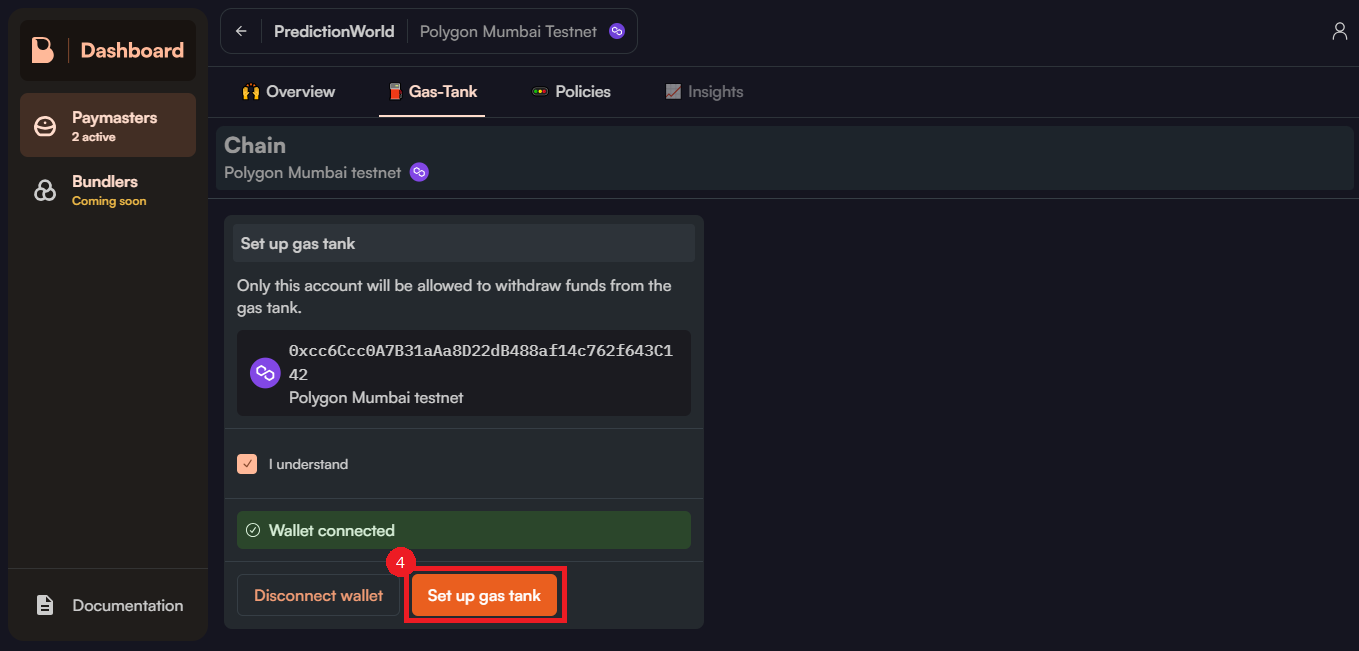 Dashboard
Paymasters
2 active
Bundlers
Coming soon
Documentation
PredictionWorld
Polygon Mumbai Testnet
Overview
Gas-Tank
Policies
Insights
Chain
Polygon Mumbai testnet
Set up gas tank
Only this account will be allowed to withdraw funds from the
gas tank.
0xcc6Ccc0A7B31aAa8D22dB488af14c762f643C1
42
Polygon Mumbai testnet
I understand
Wallet connected
4
Disconnect wallet
Set up gas tank